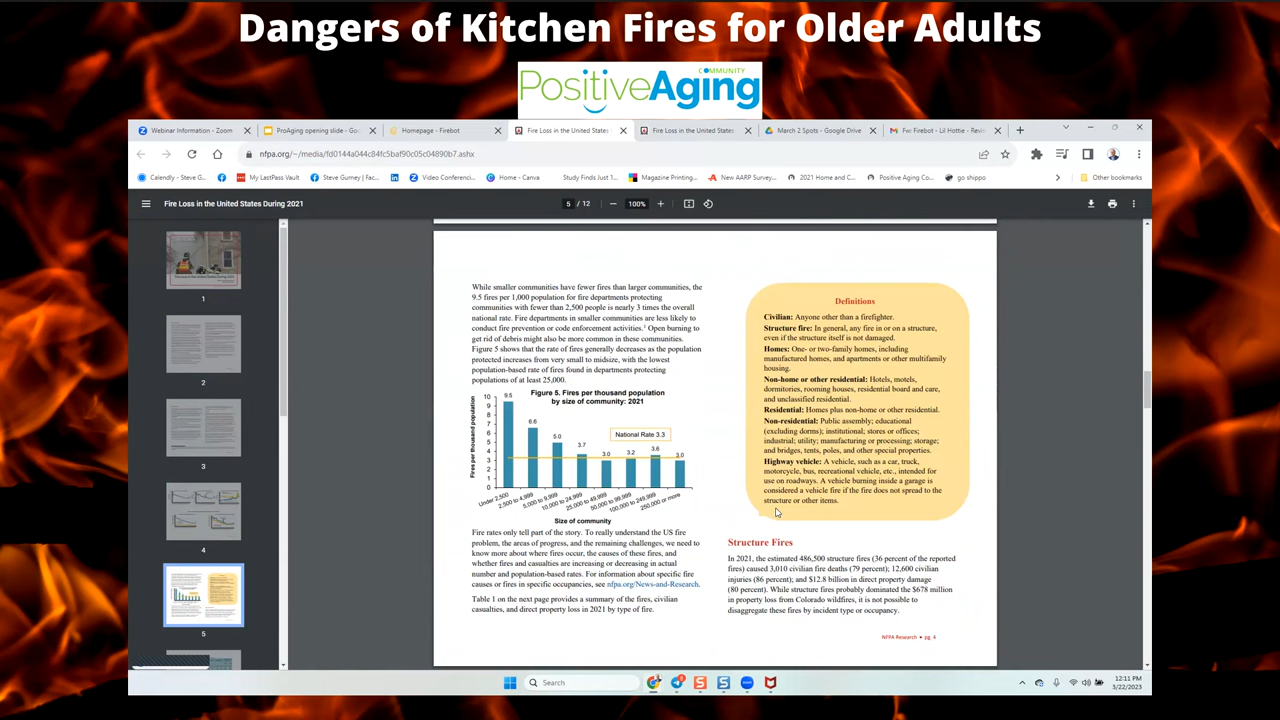 Dangers of Kitchen Fires for Older Adults
COMMUNITY
PositiveAging
Webinar Information - Zoom
ProAging opening slide - Goo
Homepage - Firebot
Fire Loss in the United States
Fire Loss in the United States
March 2 Spots - Google Drive
Fw: Firebot - Lil Hottie - Revis
nfpa.org/~/media/fd0144a044c84fc5baf90c05c04890b7.ashx
Calendly - Steve G...
My LastPass Vault
Steve Gurney | Fac...
Video Conferenci...
Home - Canva
Study Finds Just 1...
Magazine Printing...
New AARP Survey...
2021 Home and C...
Positive Aging Co...
go shippo
Other bookmarks
Fire Loss in the United States During 2021
5 / 12
100%
1
2
3
4
5
While smaller communities have fewer fires than larger communities, the
9.5 fires per 1,000 population for fire departments protecting
communities with fewer than 2,500 people is nearly 3 times the overall
national rate. Fire departments in smaller communities are less likely to
conduct fire prevention or code enforcement activities.¹ Open burning to
get rid of debris might also be more common in these communities.
Figure 5 shows that the rate of fires generally decreases as the population
protected increases from very small to midsize, with the lowest
population-based rate of fires found in departments protecting
populations of at least 25,000.
Figure 5. Fires per thousand population
by size of community: 2021
Fires per thousand population
10
9
8
7
6
5
4
3
2
1
0
9.5
6.6
5.0
3.7
3.0
3.2
3.6
3.0
National Rate 3.3
Under 2,500
2,500 to 4,999
5,000 to 9,999
10,000 to 24,999
25,000 to 49,999
50,000 to 99,999
100,000 to 249,999
250,000 or more
Size of community
Fire rates only tell part of the story. To really understand the US fire
problem, the areas of progress, and the remaining challenges, we need to
know more about where fires occur, the causes of these fires, and
whether fires and casualties are increasing or decreasing in actual
number and population-based rates. For information about specific fire
causes or fires in specific occupancies, see nfpa.org/News-and-Research.
Table 1 on the next page provides a summary of the fires, civilian
casualties, and direct property loss in 2021 by type of fire.
Definitions
Civilian: Anyone other than a firefighter.
Structure fire: In general, any fire in or on a structure,
even if the structure itself is not damaged.
Homes: One- or two-family homes, including
manufactured homes, and apartments or other multifamily
housing.
Non-home or other residential: Hotels, motels,
dormitories, rooming houses, residential board and care,
and unclassified residential.
Residential: Homes plus non-home or other residential.
Non-residential: Public assembly; educational
(excluding dorms); institutional; stores or offices;
industrial; utility; manufacturing or processing; storage;
and bridges, tents, poles, and other special properties.
Highway vehicle: A vehicle, such as a car, truck,
motorcycle, bus, recreational vehicle, etc., intended for
use on roadways. A vehicle burning inside a garage is
considered a vehicle fire if the fire does not spread to the
structure or other items.
Structure Fires
In 2021, the estimated 486,500 structure fires (36 percent of the reported
fires) caused 3,010 civilian fire deaths (79 percent); 12,600 civilian
injuries (86 percent); and $12.8 billion in direct property damage
(80 percent). While structure fires probably dominated the $678 million
in property loss from Colorado wildfires, it is not possible to
disaggregate these fires by incident type or occupancy.
NFPA Research • pg. 4
Search
12:11 PM
3/22/2023